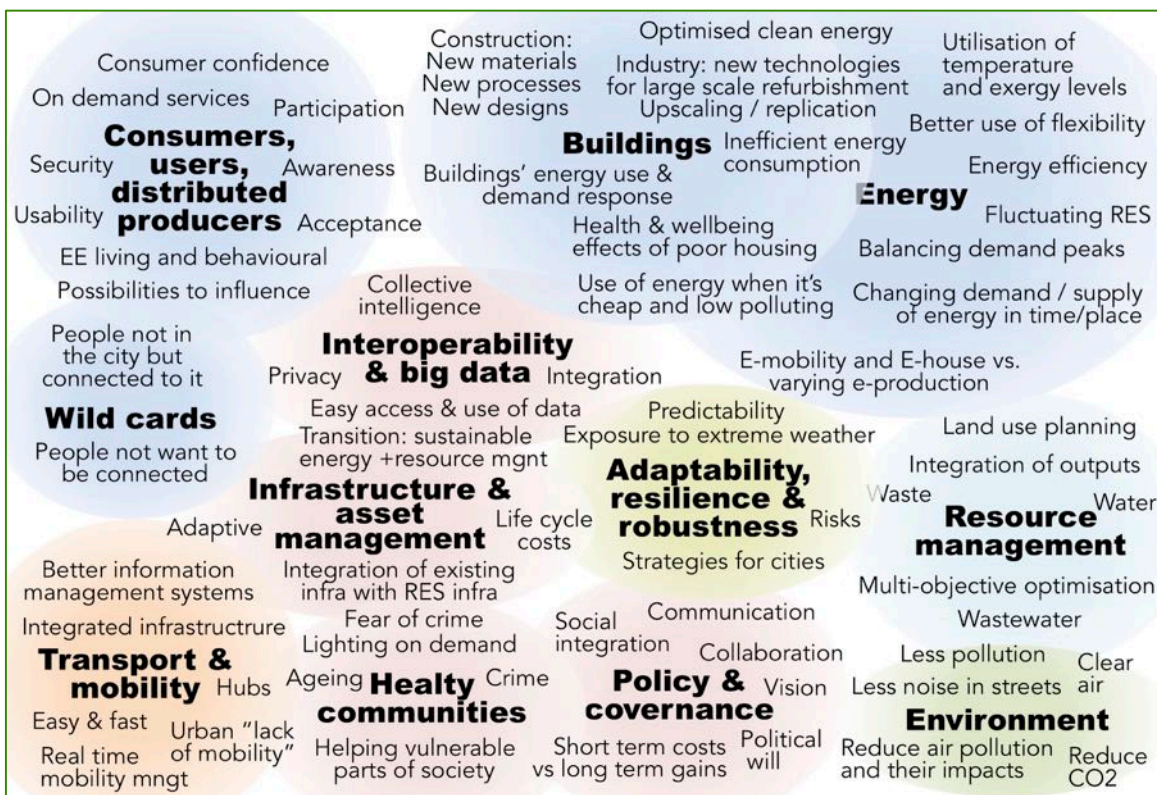 Consumer confidence
On demand services
Participation
Consumers,
users,
distributed
producers
Security
Awareness
Usability
Acceptance
EE living and behavioural
Possibilities to influence
Construction:
New materials
New processes
New designs
Optimised clean energy
Industry: new technologies
for large scale refurbishment
Upscaling / replication
Buildings
Inefficient energy
consumption
Buildings' energy use &
demand response
Health & wellbeing
effects of poor housing
Use of energy when it's
cheap and low polluting
Utilisation of
temperature
and exergy levels
Better use of flexibility
Energy efficiency
Energy
Fluctuating RES
Balancing demand peaks
Changing demand / supply
of energy in time/place
E-mobility and E-house vs.
varying e-production
People not in
the city but
connected to it
Wild cards
People not want to
be connected
Collective
intelligence
Interoperability
& big data
Privacy
Integration
Easy access & use of data
Transition: sustainable
energy +resource mgnt
Infrastructure &
asset
management
Adaptive
Life cycle
costs
Integration of existing
infra with RES infra
Predictability
Exposure to extreme weather
Adaptability,
resilience &
robustness
Risks
Strategies for cities
Land use planning
Integration of outputs
Waste
Water
Resource
management
Multi-objective optimisation
Wastewater
Better information
management systems
Integrated infrastructrure
Transport &
mobility
Hubs
Easy & fast
Urban "lack
of mobility"
Real time
mobility mngt
Fear of crime
Lighting on demand
Ageing
Healty
communities
Crime
Helping vulnerable
parts of society
Social
integration
Communication
Collaboration
Policy &
covernance
Vision
Short term costs
vs long term gains
Political
will
Less pollution
Clear
air
Less noise in streets
Environment
Reduce air pollution
and their impacts
Reduce
CO2